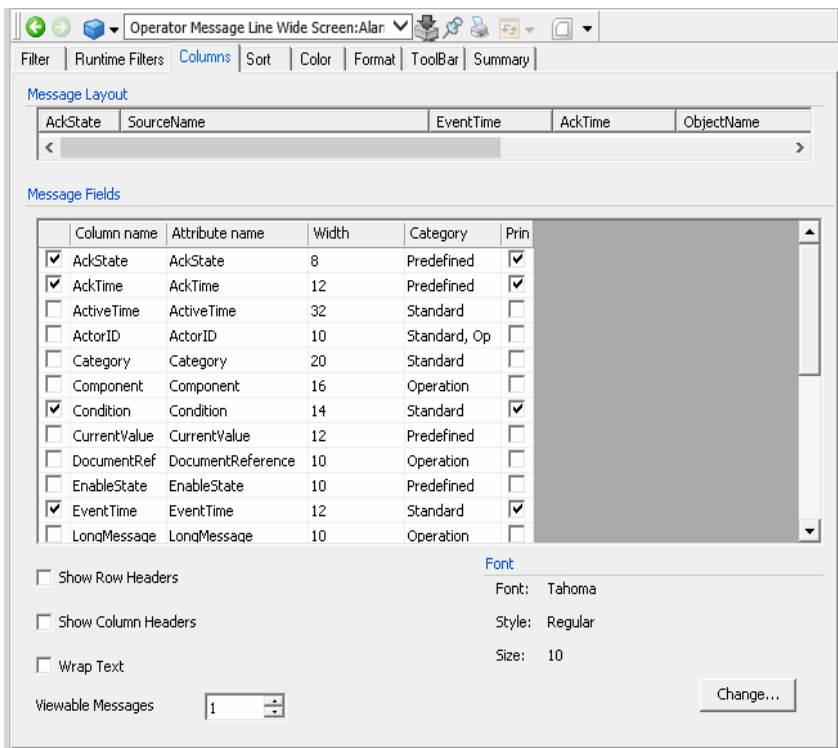 Operator Message Line Wide Screen:Alar
Filter Runtime Filters Columns Sort Color Format ToolBar Summary
Message Layout
AckState SourceName EventTime AckTime ObjectName
Message Fields
Column name Attribute name Width Category Prin
AckState AckState 8 Predefined
AckTime AckTime 12 Predefined
ActiveTime ActiveTime 32 Standard
ActorID ActorID 10 Standard, Op
Category Category 20 Standard
Component Component 16 Operation
Condition Condition 14 Standard
CurrentValue CurrentValue 12 Predefined
DocumentRef DocumentReference 10 Operation
EnableState EnableState 10 Predefined
EventTime EventTime 12 Standard
LongMessage LongMessage 10 Operation
Show Row Headers
Show Column Headers
Wrap Text
Viewable Messages 1
Font
Font: Tahoma
Style: Regular
Size: 10
Change...